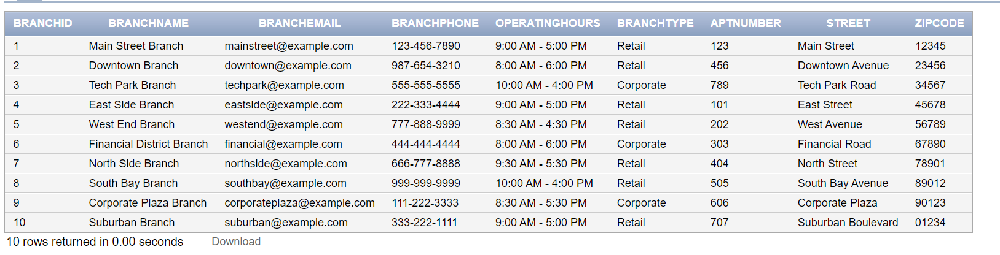 BRANCHID BRANCHNAME BRANCHEMAIL BRANCHPHONE OPERATINGHOURS BRANCHTYPE APTNUMBER STREET ZIPCODE
1 Main Street Branch mainstreet@example.com 123-456-7890 9:00 AM - 5:00 PM Retail 123 Main Street 12345
2 Downtown Branch downtown@example.com 987-654-3210 8:00 AM - 6:00 PM Retail 456 Downtown Avenue 23456
3 Tech Park Branch techpark@example.com 555-555-5555 10:00 AM - 4:00 PM Corporate 789 Tech Park Road 34567
4 East Side Branch eastside@example.com 222-333-4444 9:00 AM - 5:00 PM Retail 101 East Street 45678
5 West End Branch westend@example.com 777-888-9999 8:30 AM - 4:30 PM Retail 202 West Avenue 56789
6 Financial District Branch financial@example.com 444-444-4444 8:00 AM - 6:00 PM Corporate 303 Financial Road 67890
7 North Side Branch northside@example.com 666-777-8888 9:30 AM - 5:30 PM Retail 404 North Street 78901
8 South Bay Branch southbay@example.com 999-999-9999 10:00 AM - 4:00 PM Retail 505 South Bay Avenue 89012
9 Corporate Plaza Branch corporateplaza@example.com 111-222-3333 8:30 AM - 5:30 PM Corporate 606 Corporate Plaza 90123
10 Suburban Branch suburban@example.com 333-222-1111 9:00 AM - 5:00 PM Retail 707 Suburban Boulevard 01234
10 rows returned in 0.00 seconds Download